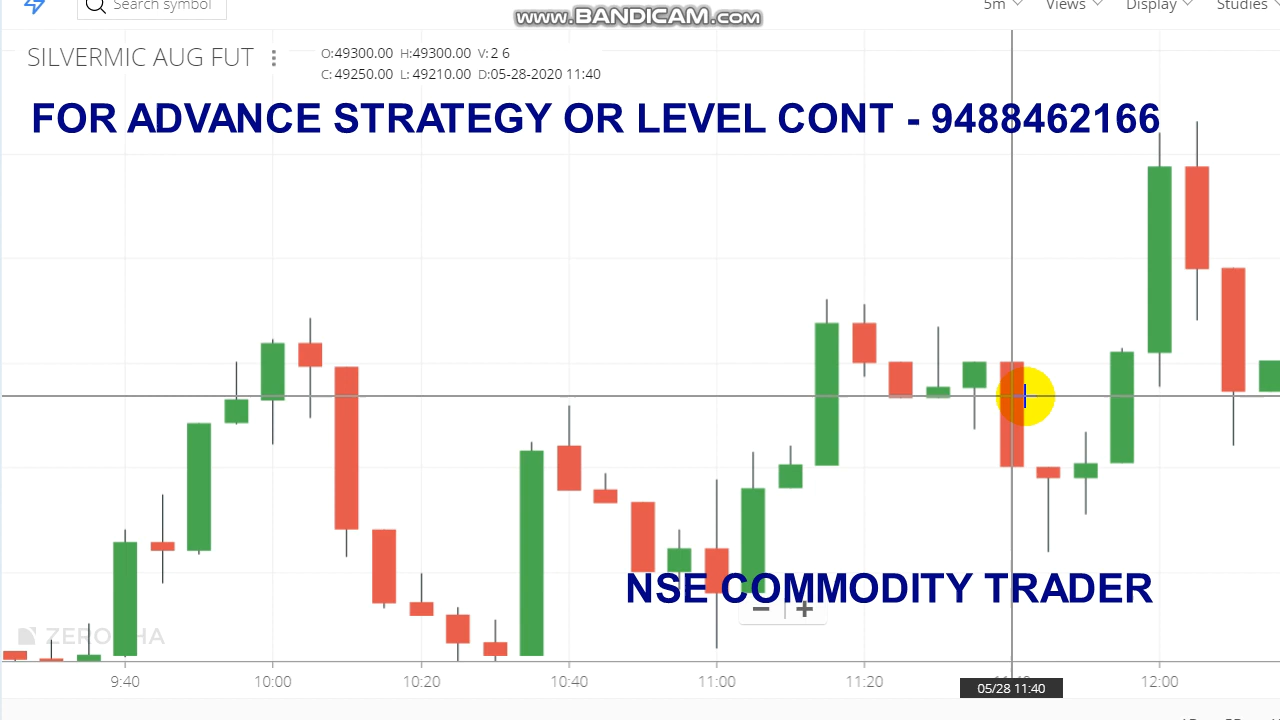 www.BANDICAM.com
Search symbol
5m Views Display Studies
SILVERMIC AUG FUT
O:49300.00 H:49300.00 V:2 6
C: 49250.00 L: 49210.00 D:05-28-2020 11:40
FOR ADVANCE STRATEGY OR LEVEL CONT - 9488462166
NSE COMMODITY TRADER
ZERODHA
9:40 10:00 10:20 10:40 11:00 11:20 12:00
05/28 11:40